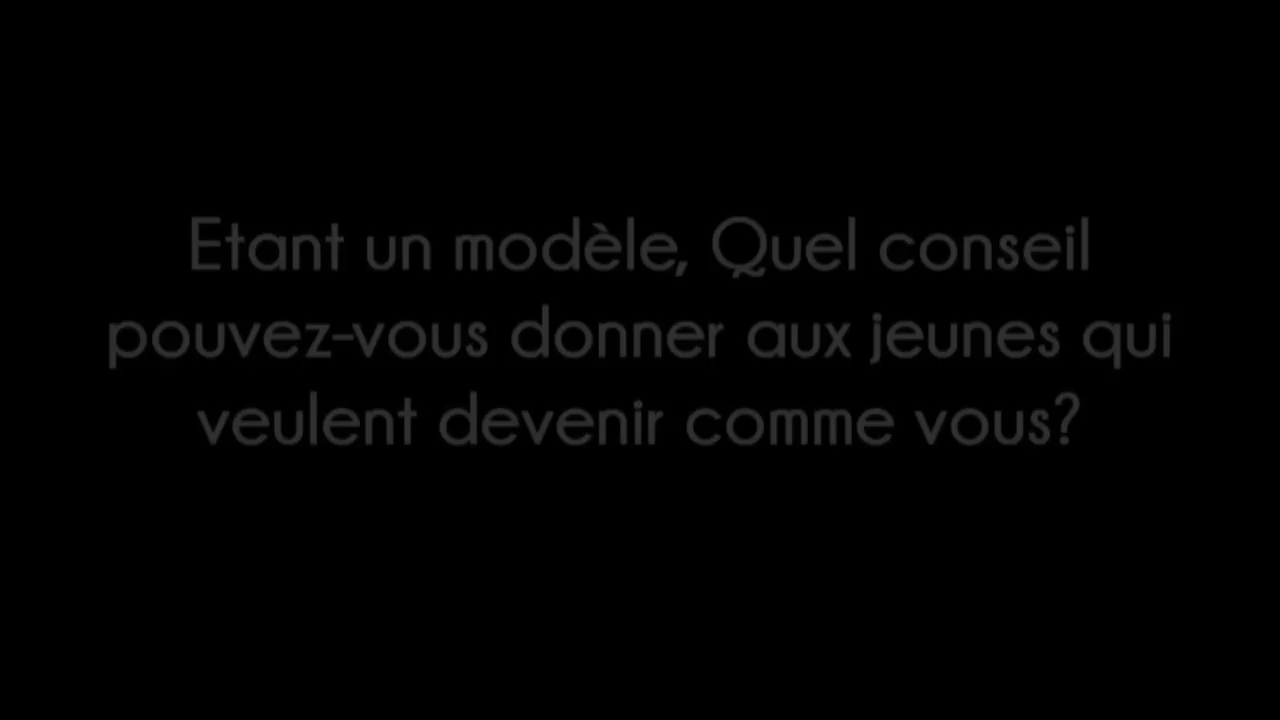 Etant un modèle, Quel conseil
pouvez-vous donner aux jeunes qui
veulent devenir comme vous?